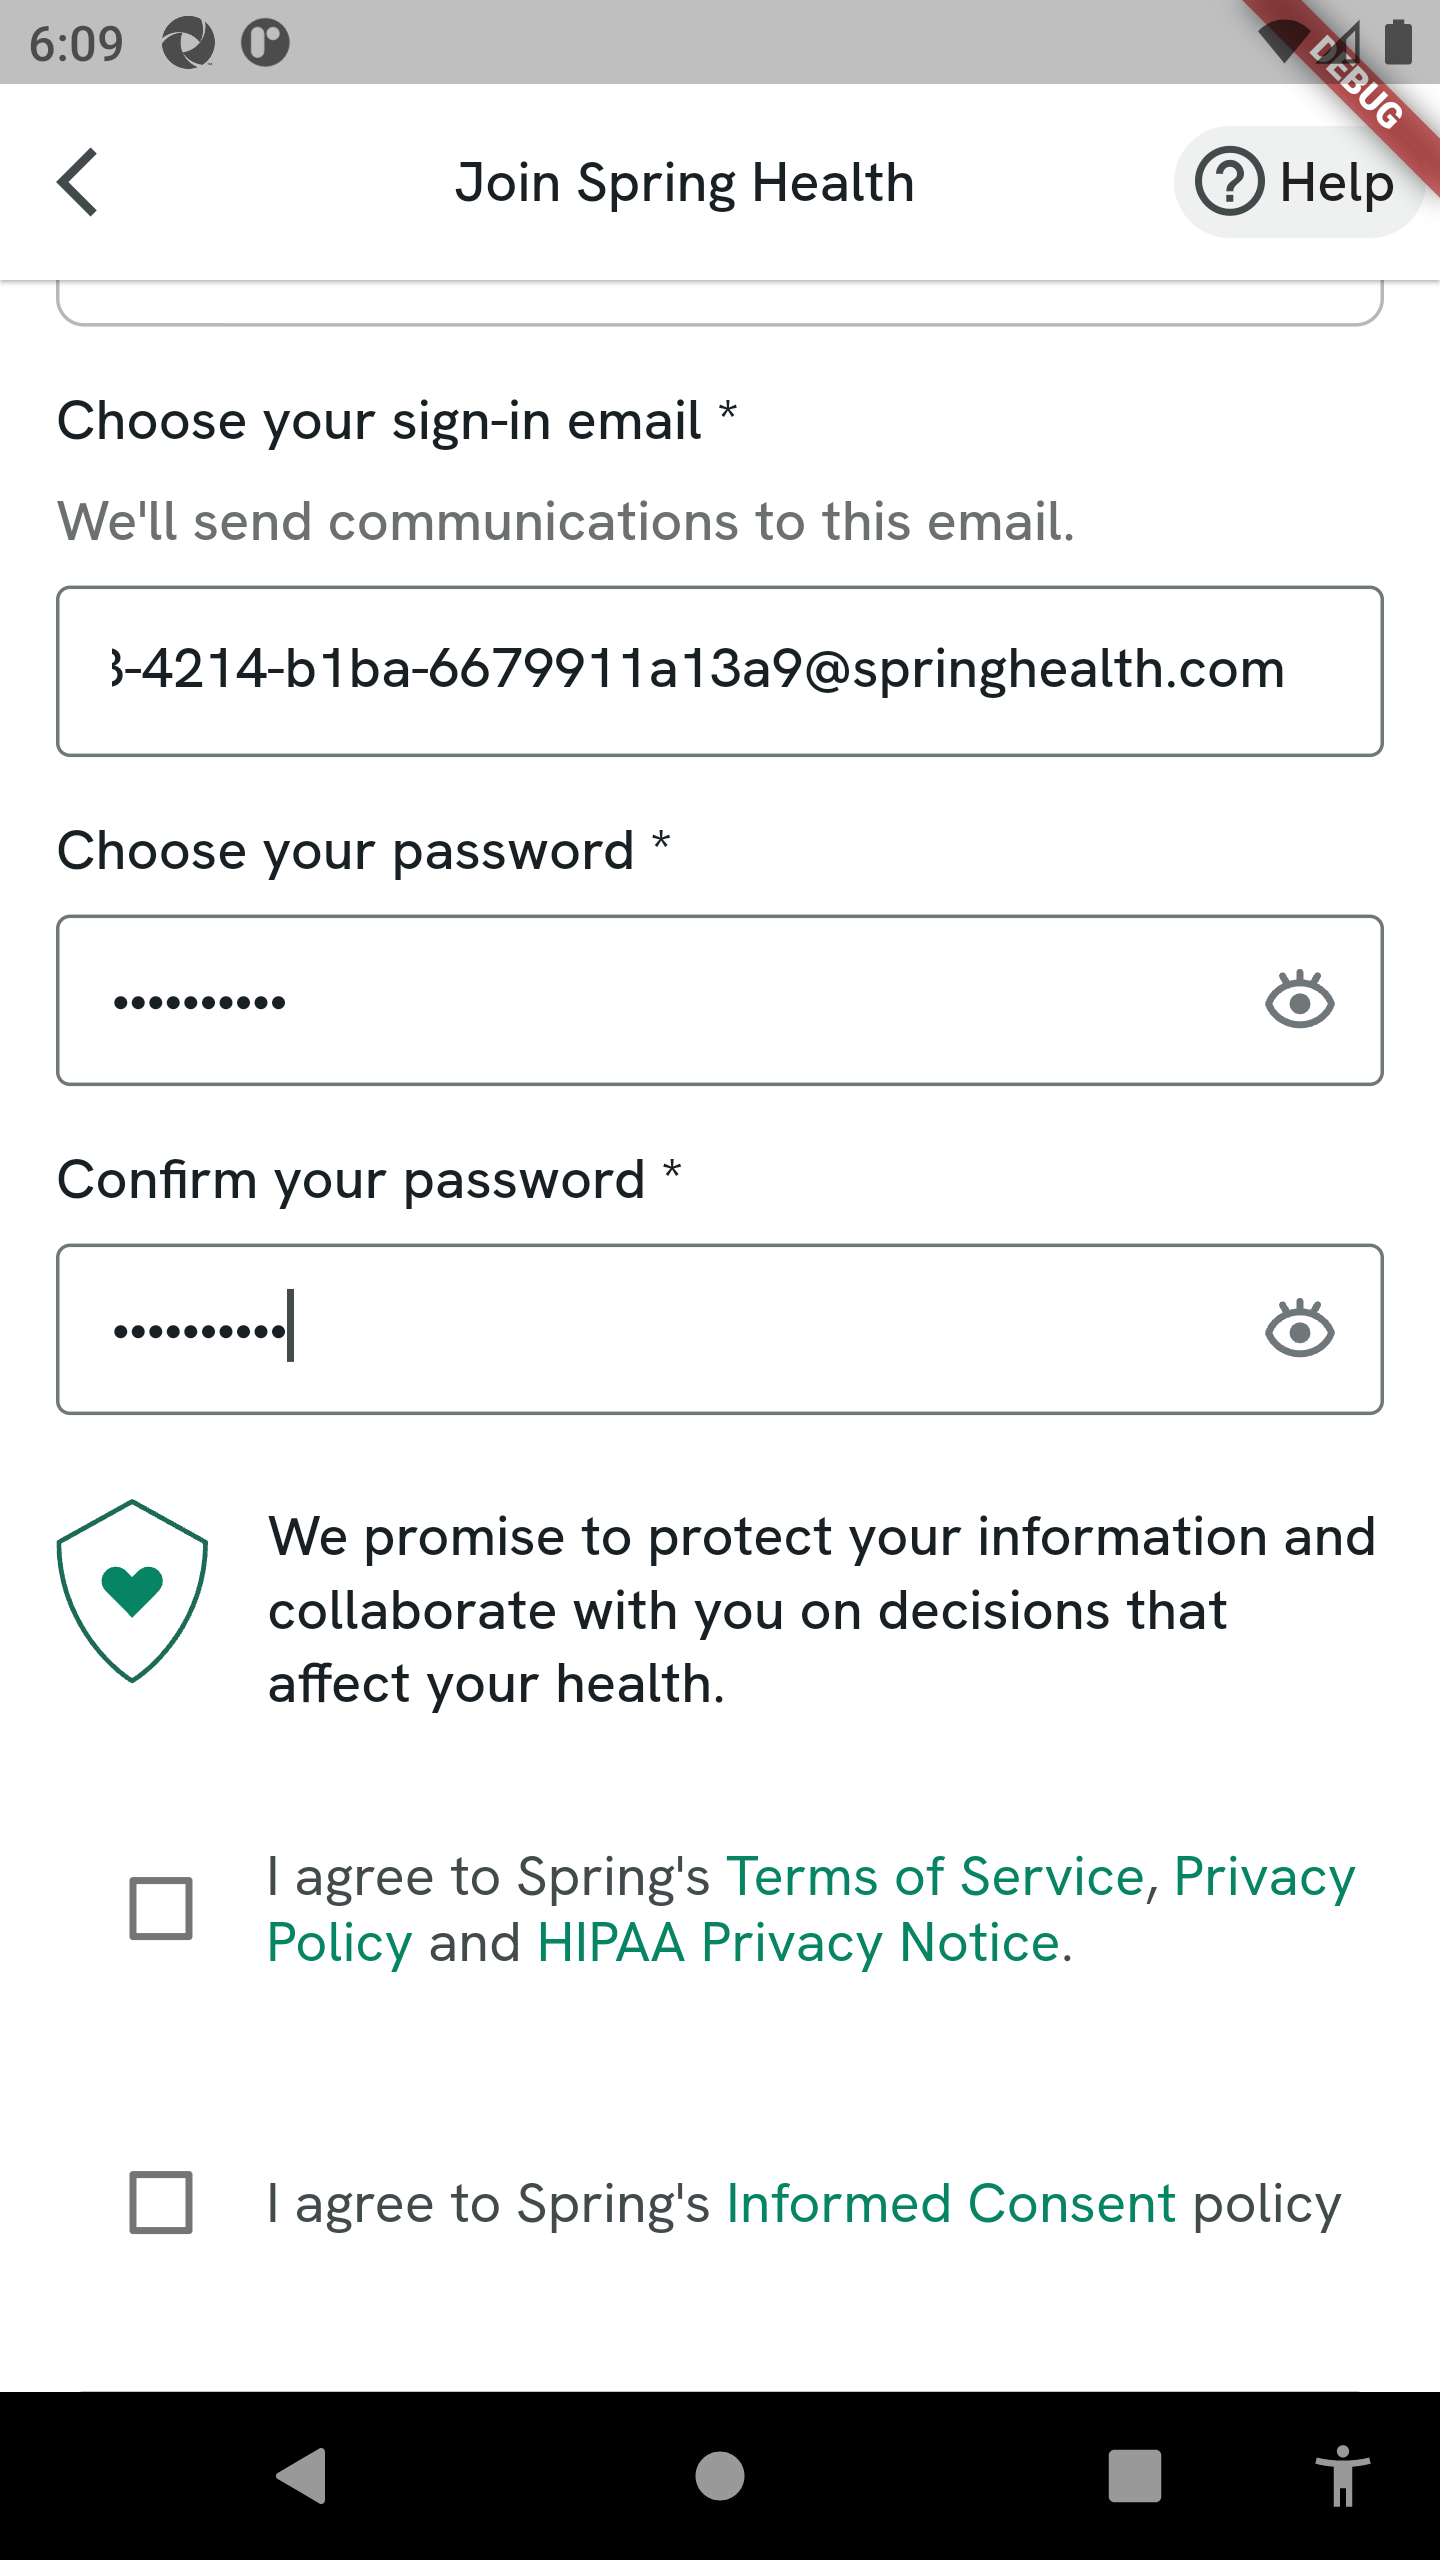 6:09
DEBUG
Join Spring Health
Help
Choose your sign-in email *
We'll send communications to this email.
3-4214-b1ba-6679911a13a9@springhealth.com
Choose your password *
••••••••••
Confirm your password *
••••••••••
We promise to protect your information and
collaborate with you on decisions that
affect your health.
I agree to Spring's Terms of Service, Privacy
Policy and HIPAA Privacy Notice.
I agree to Spring's Informed Consent policy